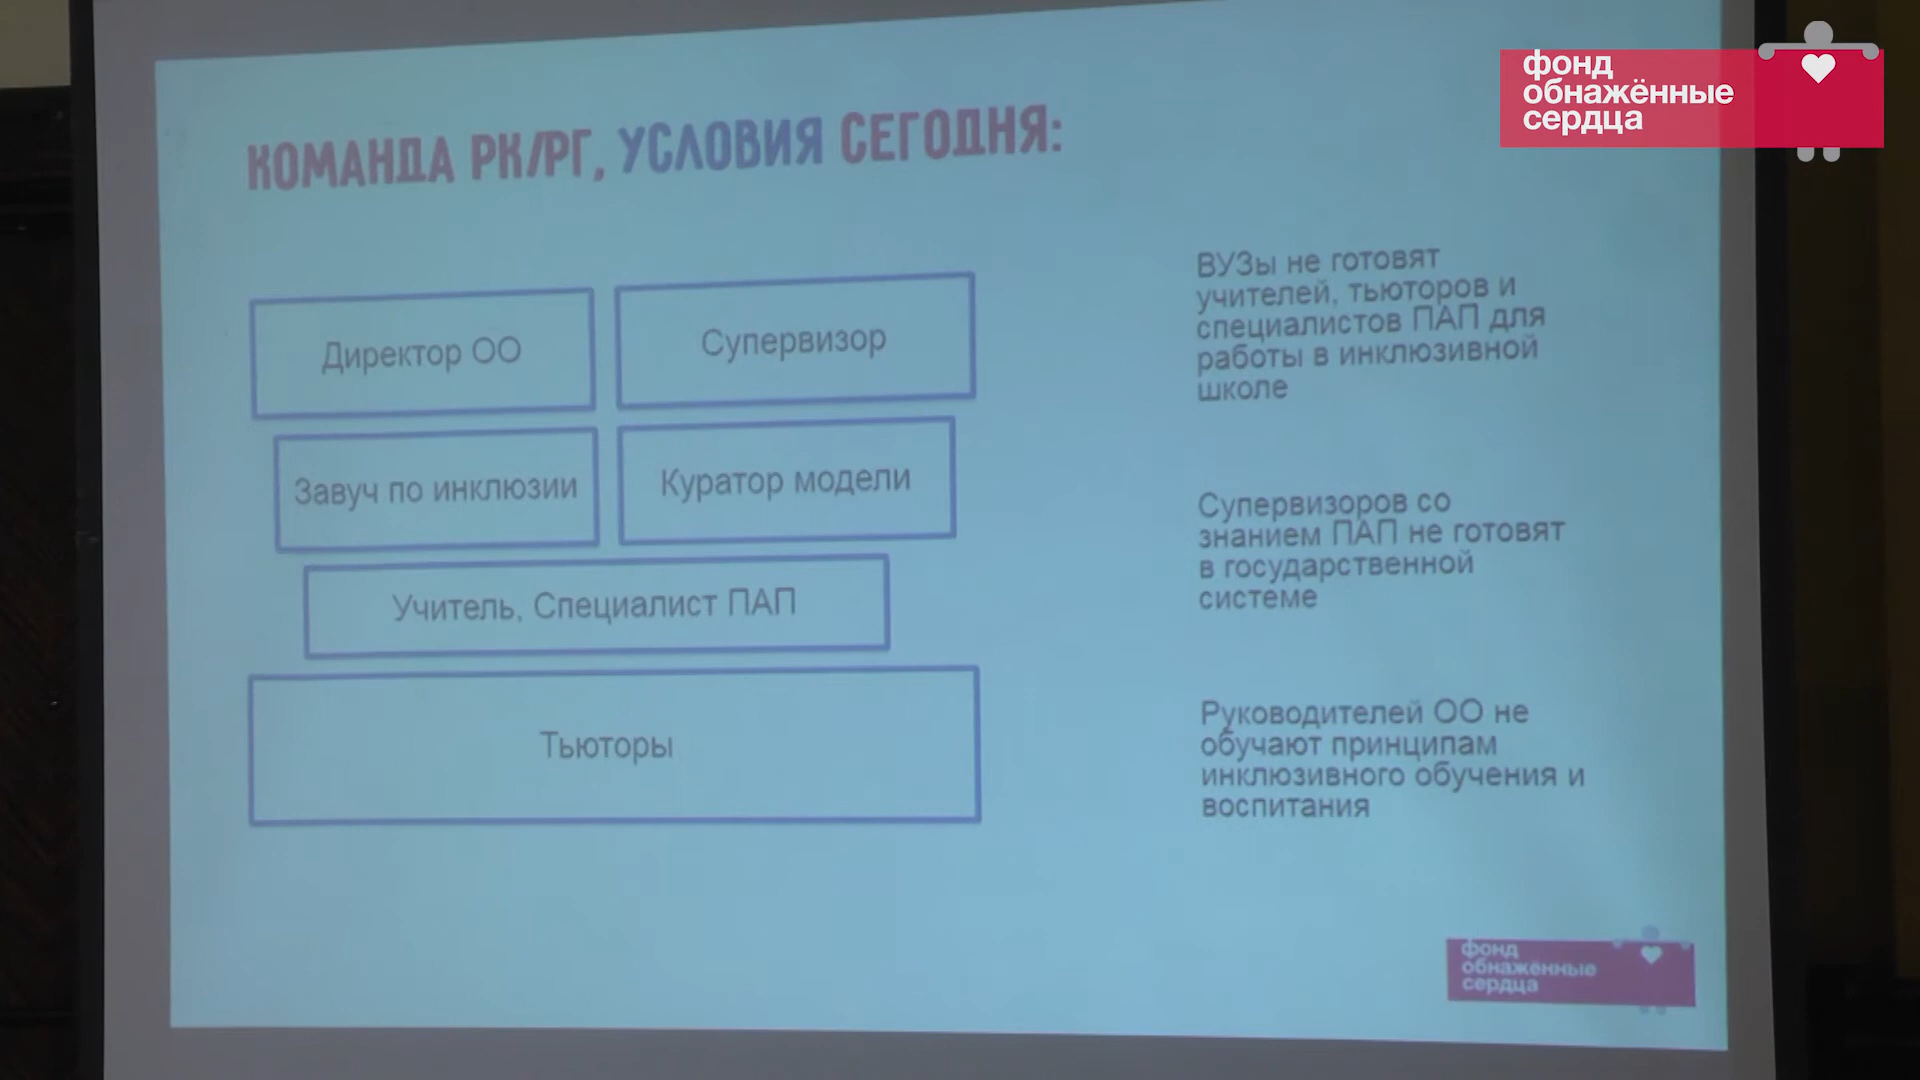 фонд
обнажённые
сердца
КОМАНДА РК/РГ, УСЛОВИЯ СЕГОДНЯ:
Директор ОО
Супервизор
Завуч по инклюзии
Куратор модели
Учитель, Специалист ПАП
Тьюторы
ВУЗы не готовят
учителей, тьюторов и
специалистов ПАП для
работы в инклюзивной
школе
Супервизоров со
знанием ПАП не готовят
в государственной
системе
Руководителей ОО не
обучают принципам
инклюзивного обучения и
воспитания
фонд
обнажённые
сердца